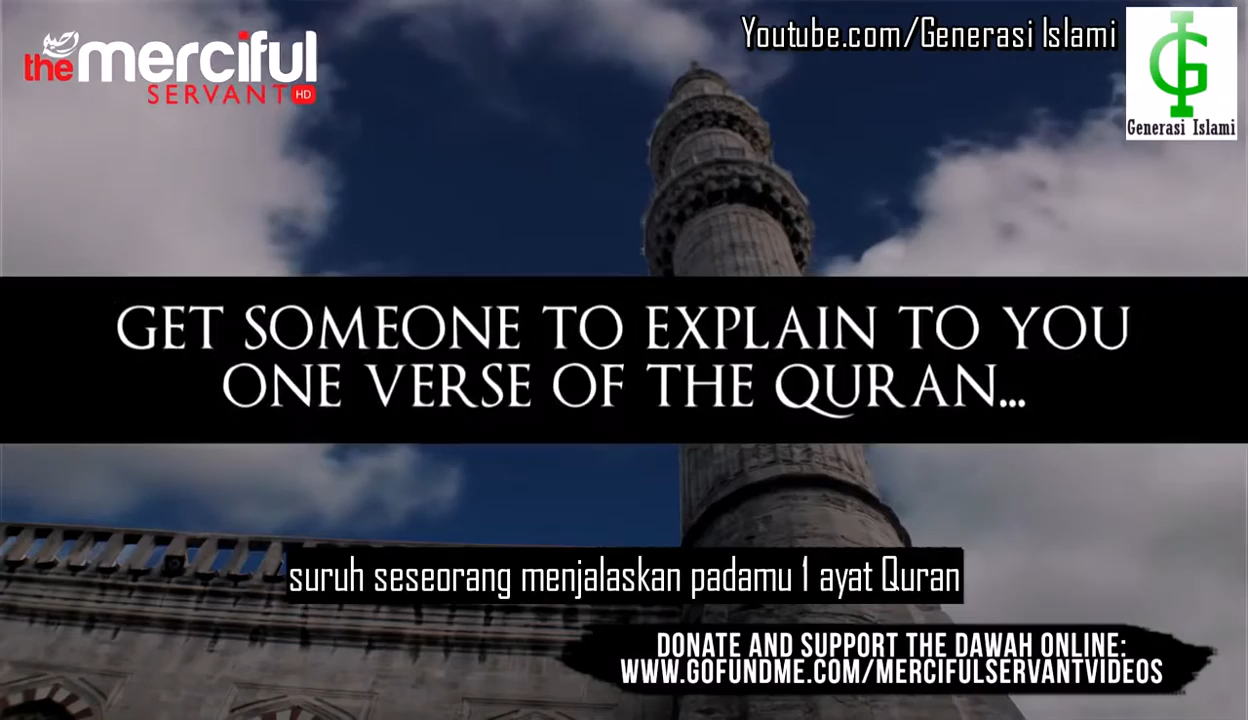 the merciful
SERVANT HD
Youtube.com/Generasi Islami
Generasi Islami
GET SOMEONE TO EXPLAIN TO YOU
ONE VERSE OF THE QURAN...
suruh seseorang menjalaskan padamu 1 ayat Quran
DONATE AND SUPPORT THE DAWAH ONLINE:
WWW.GOFUNDME.COM/MERCIFULSERVANTVIDEOS